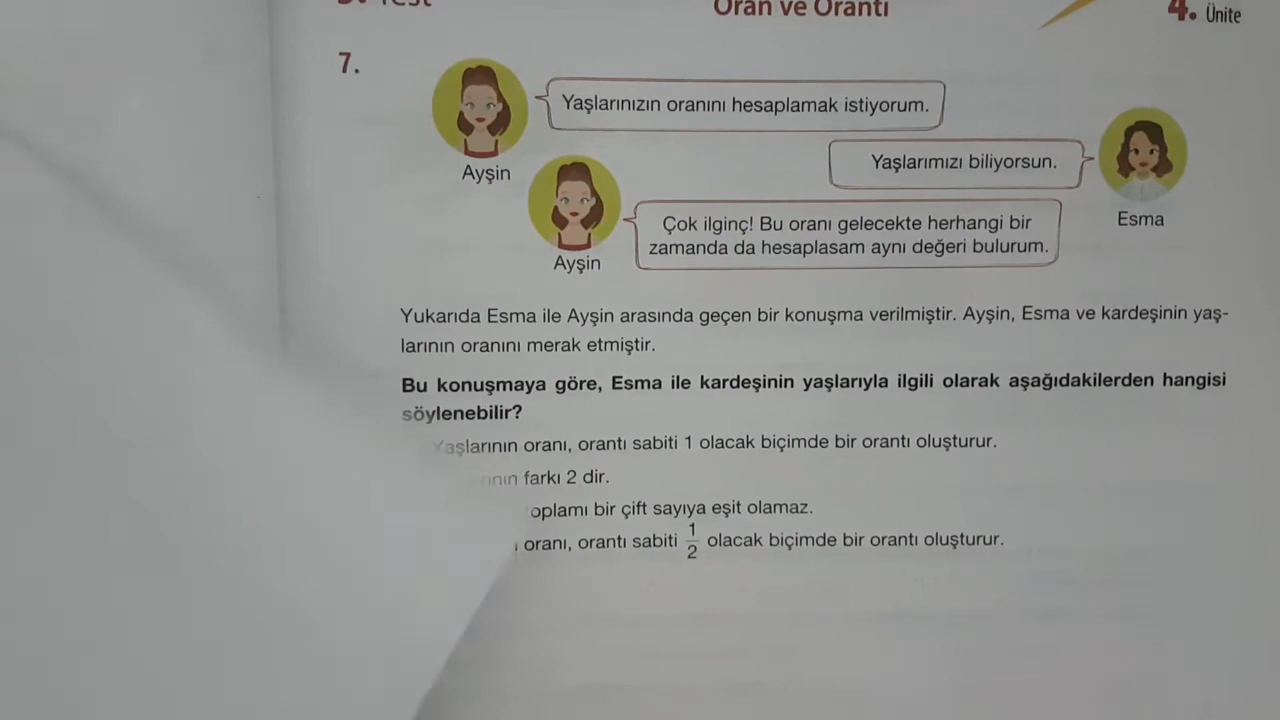 Test
Oran ve Orantı
4. Ünite
7.
Yaşlarınızın oranını hesaplamak istiyorum.
Ayşin
Yaşlarımızı biliyorsun.
Esma
Çok ilginç! Bu oranı gelecekte herhangi bir
zamanda da hesaplasam aynı değeri bulurum.
Ayşin
Yukarıda Esma ile Ayşin arasında geçen bir konuşma verilmiştir. Ayşin, Esma ve kardeşinin yaş-
larının oranını merak etmiştir.
Bu konuşmaya göre, Esma ile kardeşinin yaşlarıyla ilgili olarak aşağıdakilerden hangisi
söylenebilir?
Yaşlarının oranı, orantı sabiti 1 olacak biçimde bir orantı oluşturur.
farkı 2 dir.
bir çift sayıya eşit olamaz.
oranı, orantı sabiti 1/2 olacak biçimde bir orantı oluşturur.